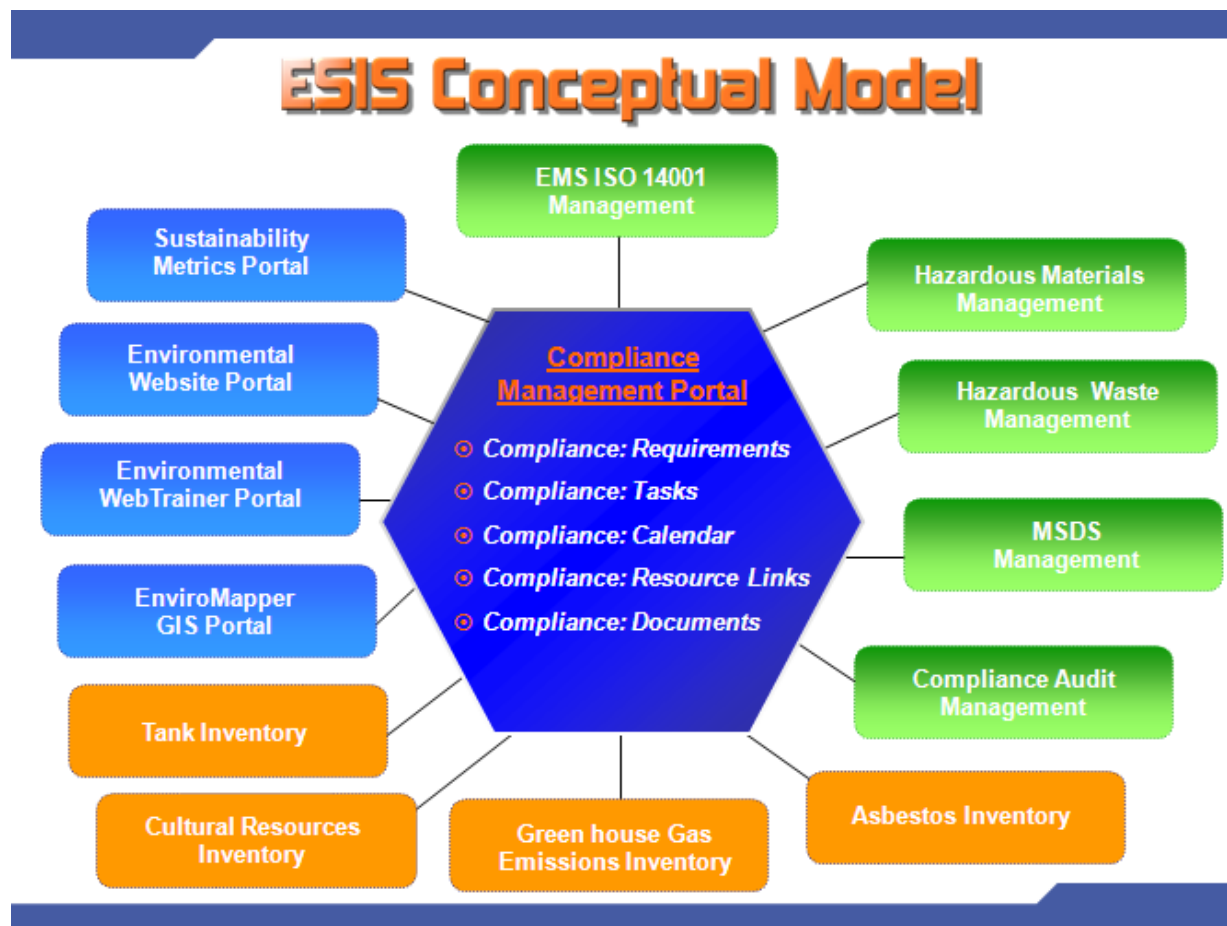 ESIS Conceptual Model
EMS ISO 14001
Management
Sustainability
Metrics Portal
Hazardous Materials
Management
Environmental
Website Portal
Compliance
Management Portal
Compliance: Requirements
Compliance: Tasks
Compliance: Calendar
Compliance: Resource Links
Compliance: Documents
Hazardous Waste
Management
Environmental
WebTrainer Portal
MSDS
Management
EnviroMapper
GIS Portal
Compliance Audit
Management
Tank Inventory
Cultural Resources
Inventory
Green house Gas
Emissions Inventory
Asbestos Inventory